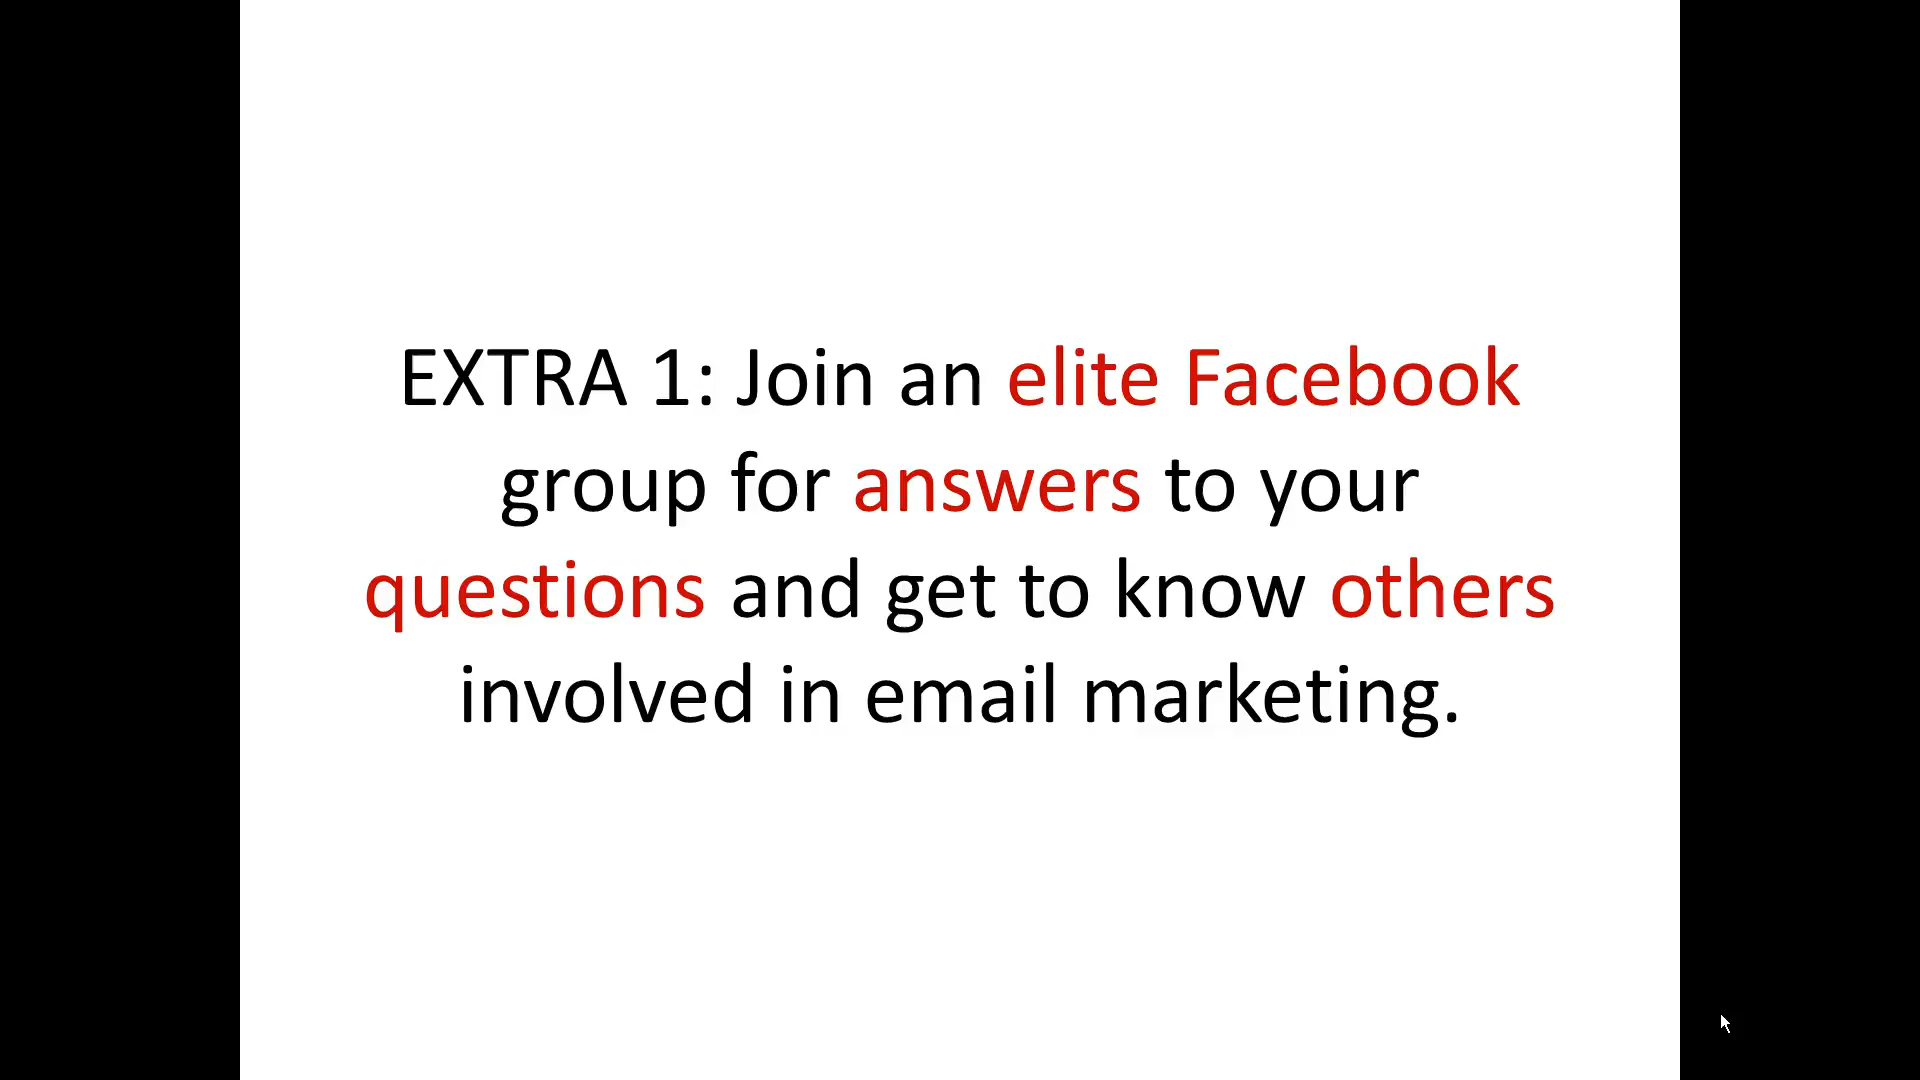 EXTRA 1: Join an elite Facebook
group for answers to your
questions and get to know others
involved in email marketing.